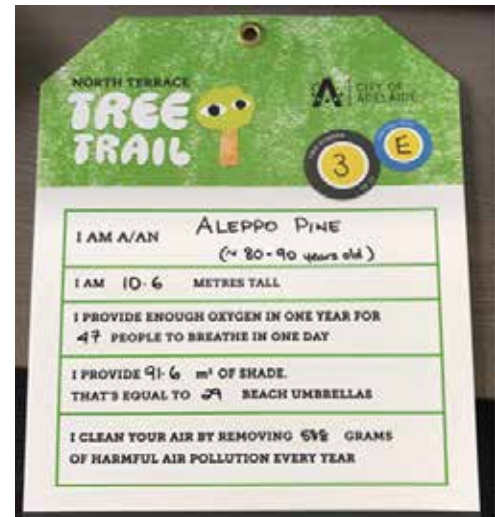 NORTH TERRACE
TREE
TRAIL
CITY OF
ADELAIDE
3
E
I AM A/AN ALEPPO PINE
(~ 80-90 years old)
I AM 10.6 METRES TALL
I PROVIDE ENOUGH OXYGEN IN ONE YEAR FOR
47 PEOPLE TO BREATHE IN ONE DAY
I PROVIDE 91.6 m² OF SHADE.
THAT'S EQUAL TO 29 BEACH UMBRELLAS
I CLEAN YOUR AIR BY REMOVING GRAMS
OF HARMFUL AIR POLLUTION EVERY YEAR